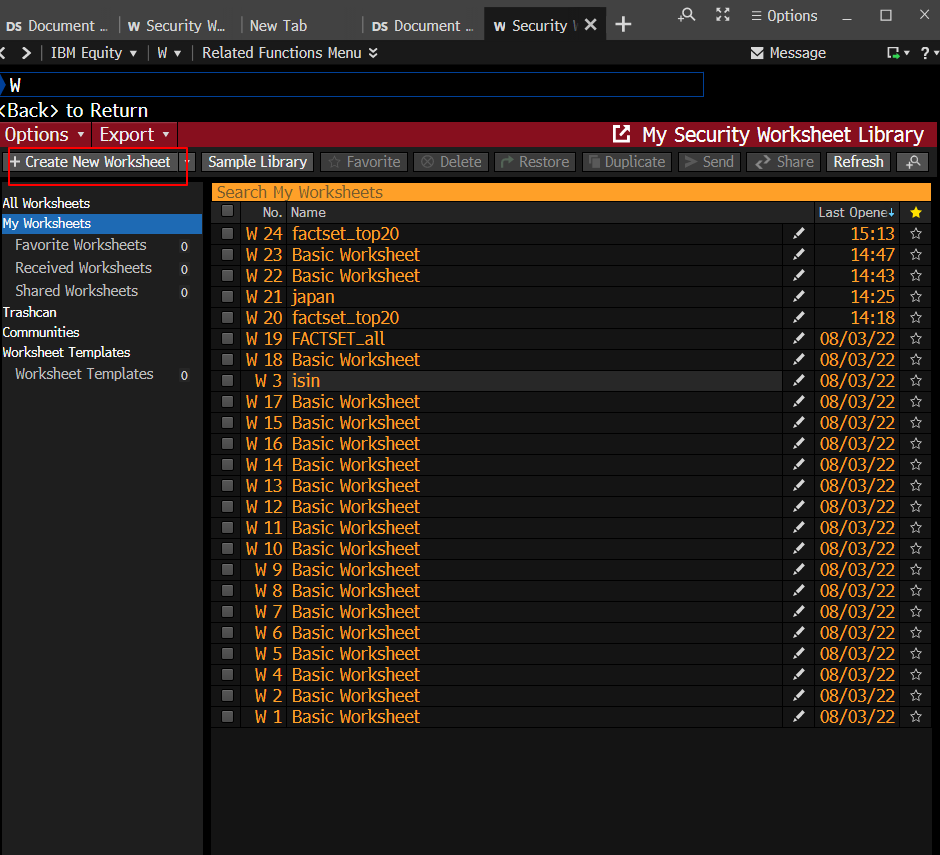 DS Document ... W Security W... New Tab DS Document ... W Security Options
IBM Equity W Related Functions Menu Message ?
W
<Back> to Return
Options Export My Security Worksheet Library
+ Create New Worksheet Sample Library Favorite Delete Restore Duplicate Send Share Refresh
Search My Worksheets
All Worksheets
My Worksheets
Favorite Worksheets 0
Received Worksheets 0
Shared Worksheets 0
Trashcan
Communities
Worksheet Templates
Worksheet Templates 0
No. Name Last Opene↓
W 24 factset_top20 15:13
W 23 Basic Worksheet 14:47
W 22 Basic Worksheet 14:43
W 21 japan 14:25
W 20 factset_top20 14:18
W 19 FACTSET_all 08/03/22
W 18 Basic Worksheet 08/03/22
W 3 isin 08/03/22
W 17 Basic Worksheet 08/03/22
W 15 Basic Worksheet 08/03/22
W 16 Basic Worksheet 08/03/22
W 14 Basic Worksheet 08/03/22
W 13 Basic Worksheet 08/03/22
W 12 Basic Worksheet 08/03/22
W 11 Basic Worksheet 08/03/22
W 10 Basic Worksheet 08/03/22
W 9 Basic Worksheet 08/03/22
W 8 Basic Worksheet 08/03/22
W 7 Basic Worksheet 08/03/22
W 6 Basic Worksheet 08/03/22
W 5 Basic Worksheet 08/03/22
W 4 Basic Worksheet 08/03/22
W 2 Basic Worksheet 08/03/22
W 1 Basic Worksheet 08/03/22